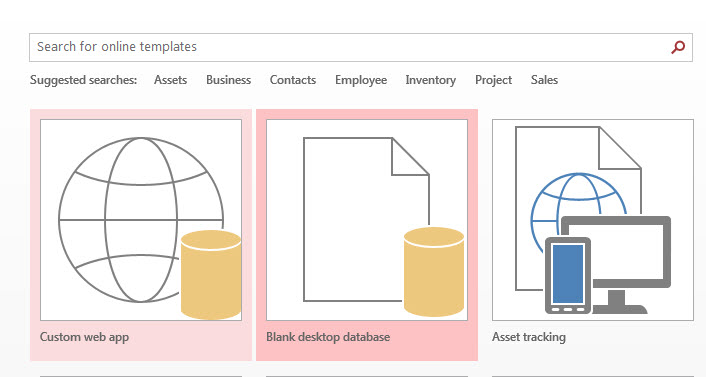 Search for online templates
Suggested searches: Assets Business Contacts Employee Inventory Project Sales
Custom web app Blank desktop database Asset tracking